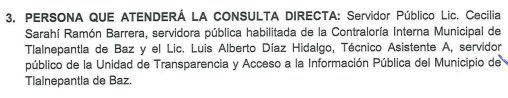 3. PERSONA QUE ATENDERÁ LA CONSULTA DIRECTA: Servidor Público Lic. Cecilia
Sarahí Ramón Barrera, servidora pública habilitada de la Contraloría Interna Municipal de
Tlalnepantla de Baz y el Lic. Luis Alberto Díaz Hidalgo, Técnico Asistente A, servidor
público de la Unidad de Transparencia y Acceso a la Información Pública del Municipio de
Tlalnepantla de Baz.